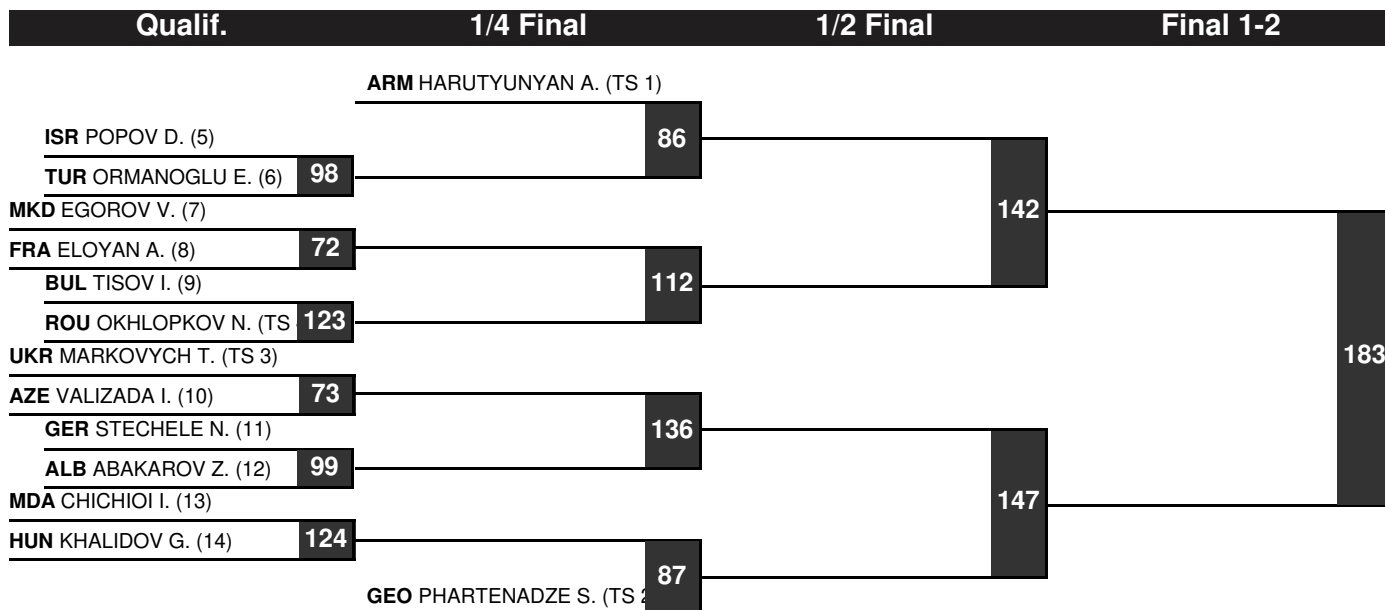 Qualif. 1/4 Final 1/2 Final Final 1-2
ARM HARUTYUNYAN A. (TS 1)
86
ISR POPOV D. (5)
TUR ORMANOGLU E. (6) 98
142
MKD EGOROV V. (7)
FRA ELOYAN A. (8) 72
112
BUL TISOV I. (9)
ROU OKHLOPKOV N. (TS 123
183
UKR MARKOVYCH T. (TS 3)
AZE VALIZADA I. (10) 73
136
GER STECHELE N. (11)
ALB ABAKAROV Z. (12) 99
147
MDA CHICHIOI I. (13)
HUN KHALIDOV G. (14) 124
87
GEO PHARTENADZE S. (TS